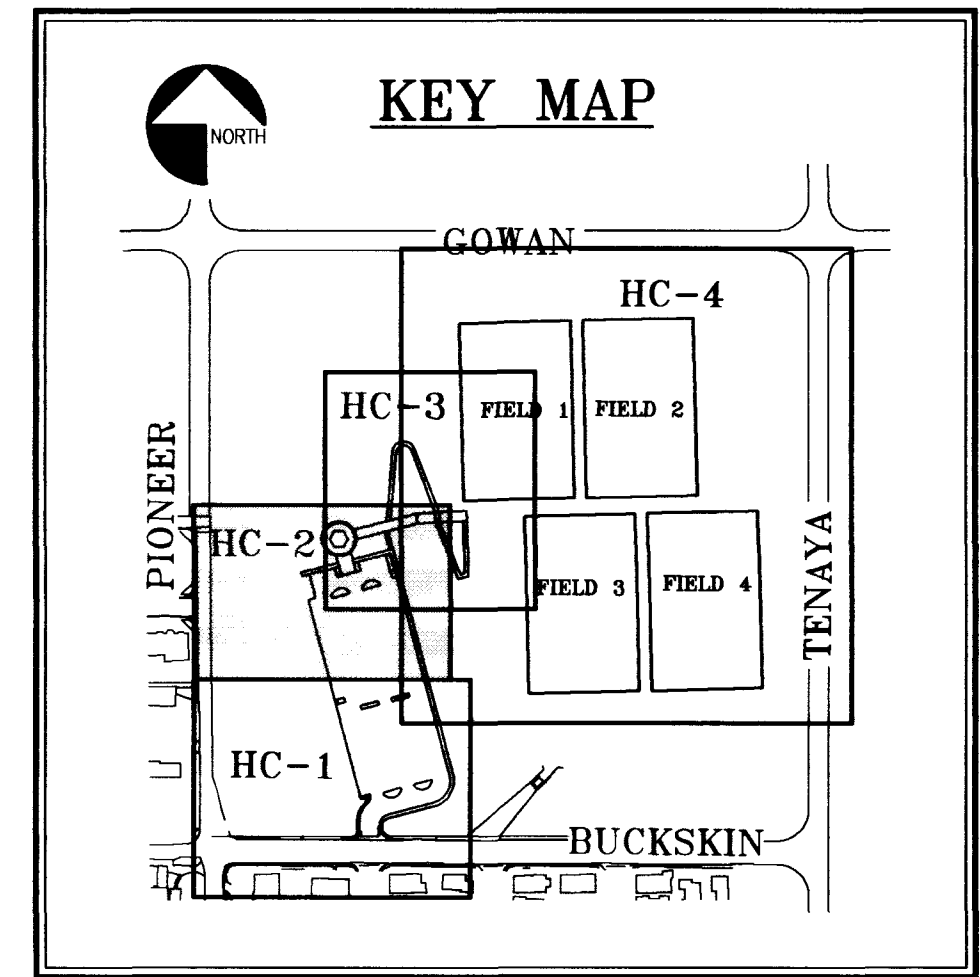 KEY MAP
NORTH
GOWAN
HC-4
HC-3
FIELD 1
FIELD 2
PIONEER
HC-2
FIELD 3
FIELD 4
TENAYA
HC-1
BUCKSKIN